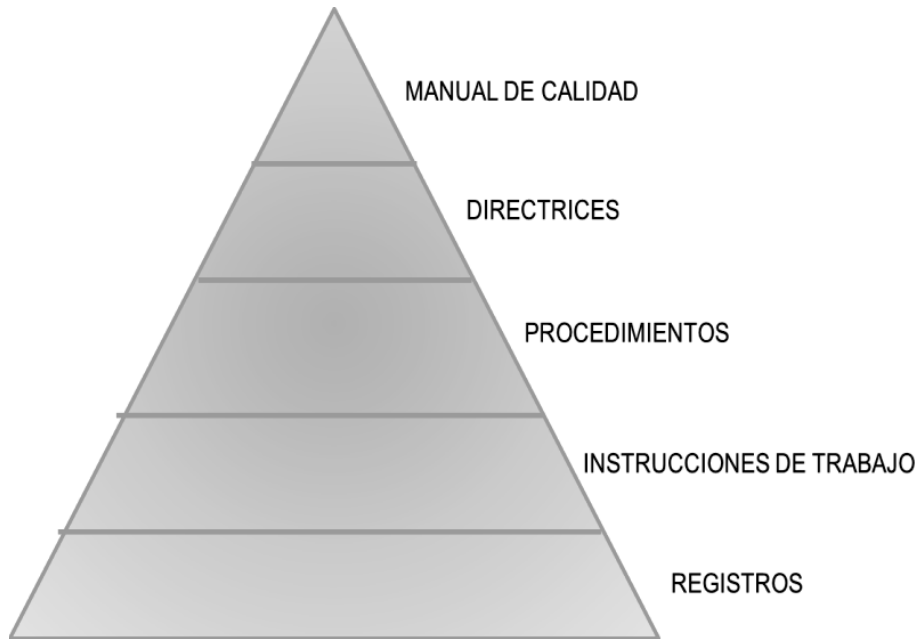 MANUAL DE CALIDAD
DIRECTRICES
PROCEDIMIENTOS
INSTRUCCIONES DE TRABAJO
REGISTROS